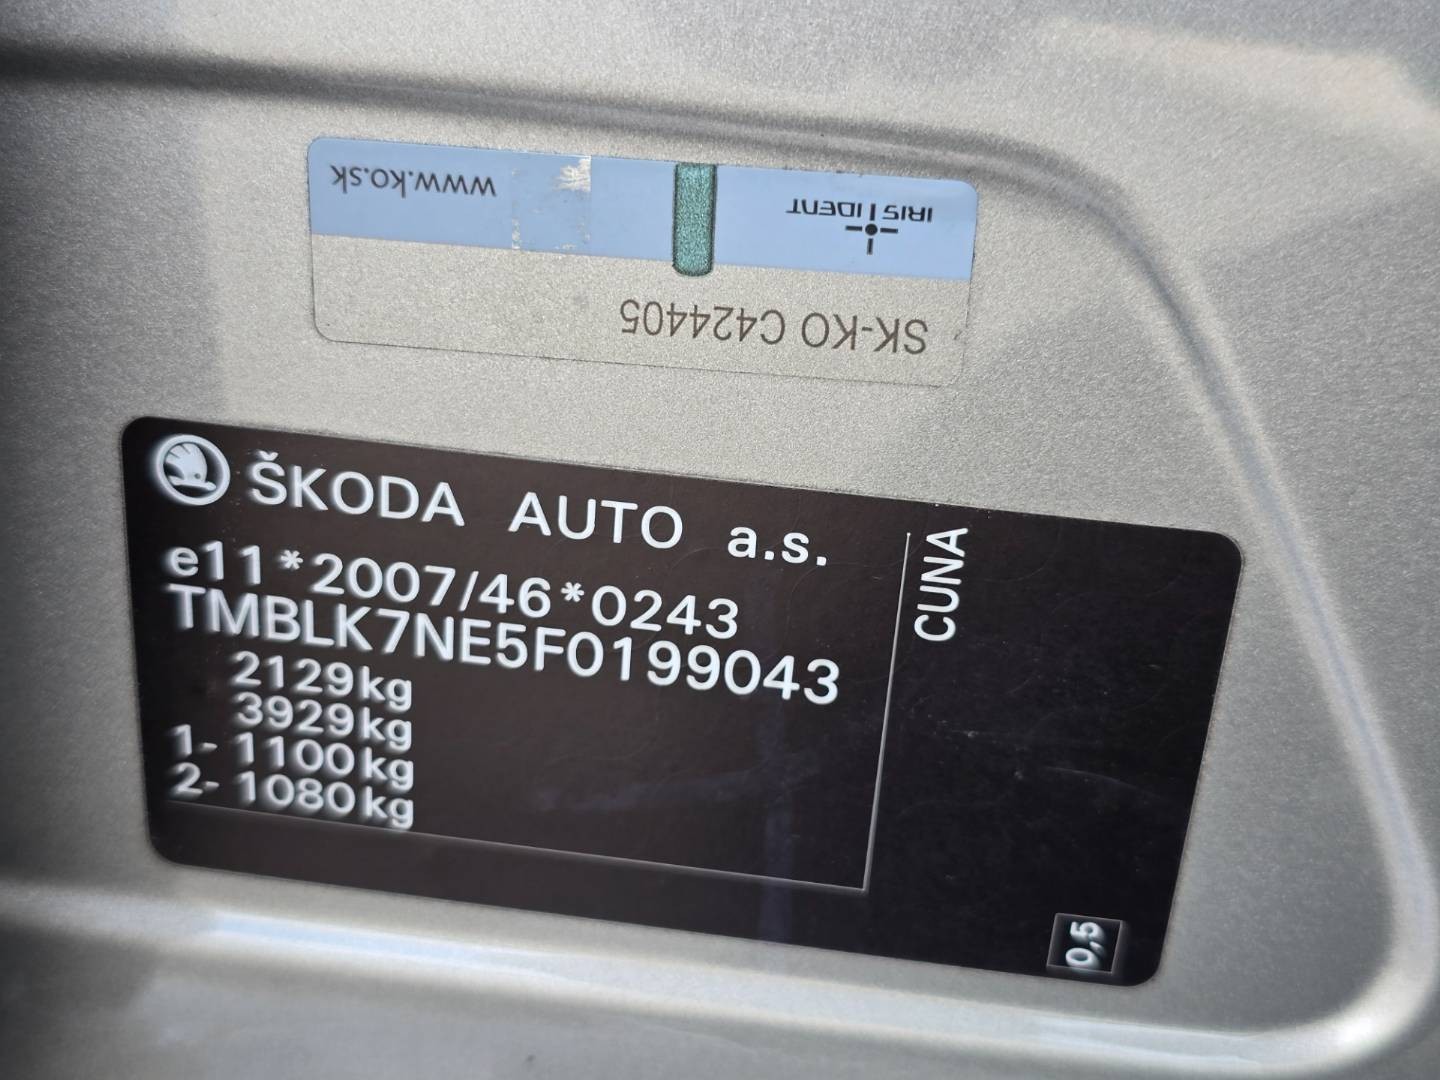 www.ko.sk
IRIS IDENT
SK-KO C424405
ŠKODA AUTO a.s.
e11*2007/46*0243
TMBLK7NE5F0199043
2129kg
3929kg
1- 1100kg
2- 1080kg
CUNA
0,5